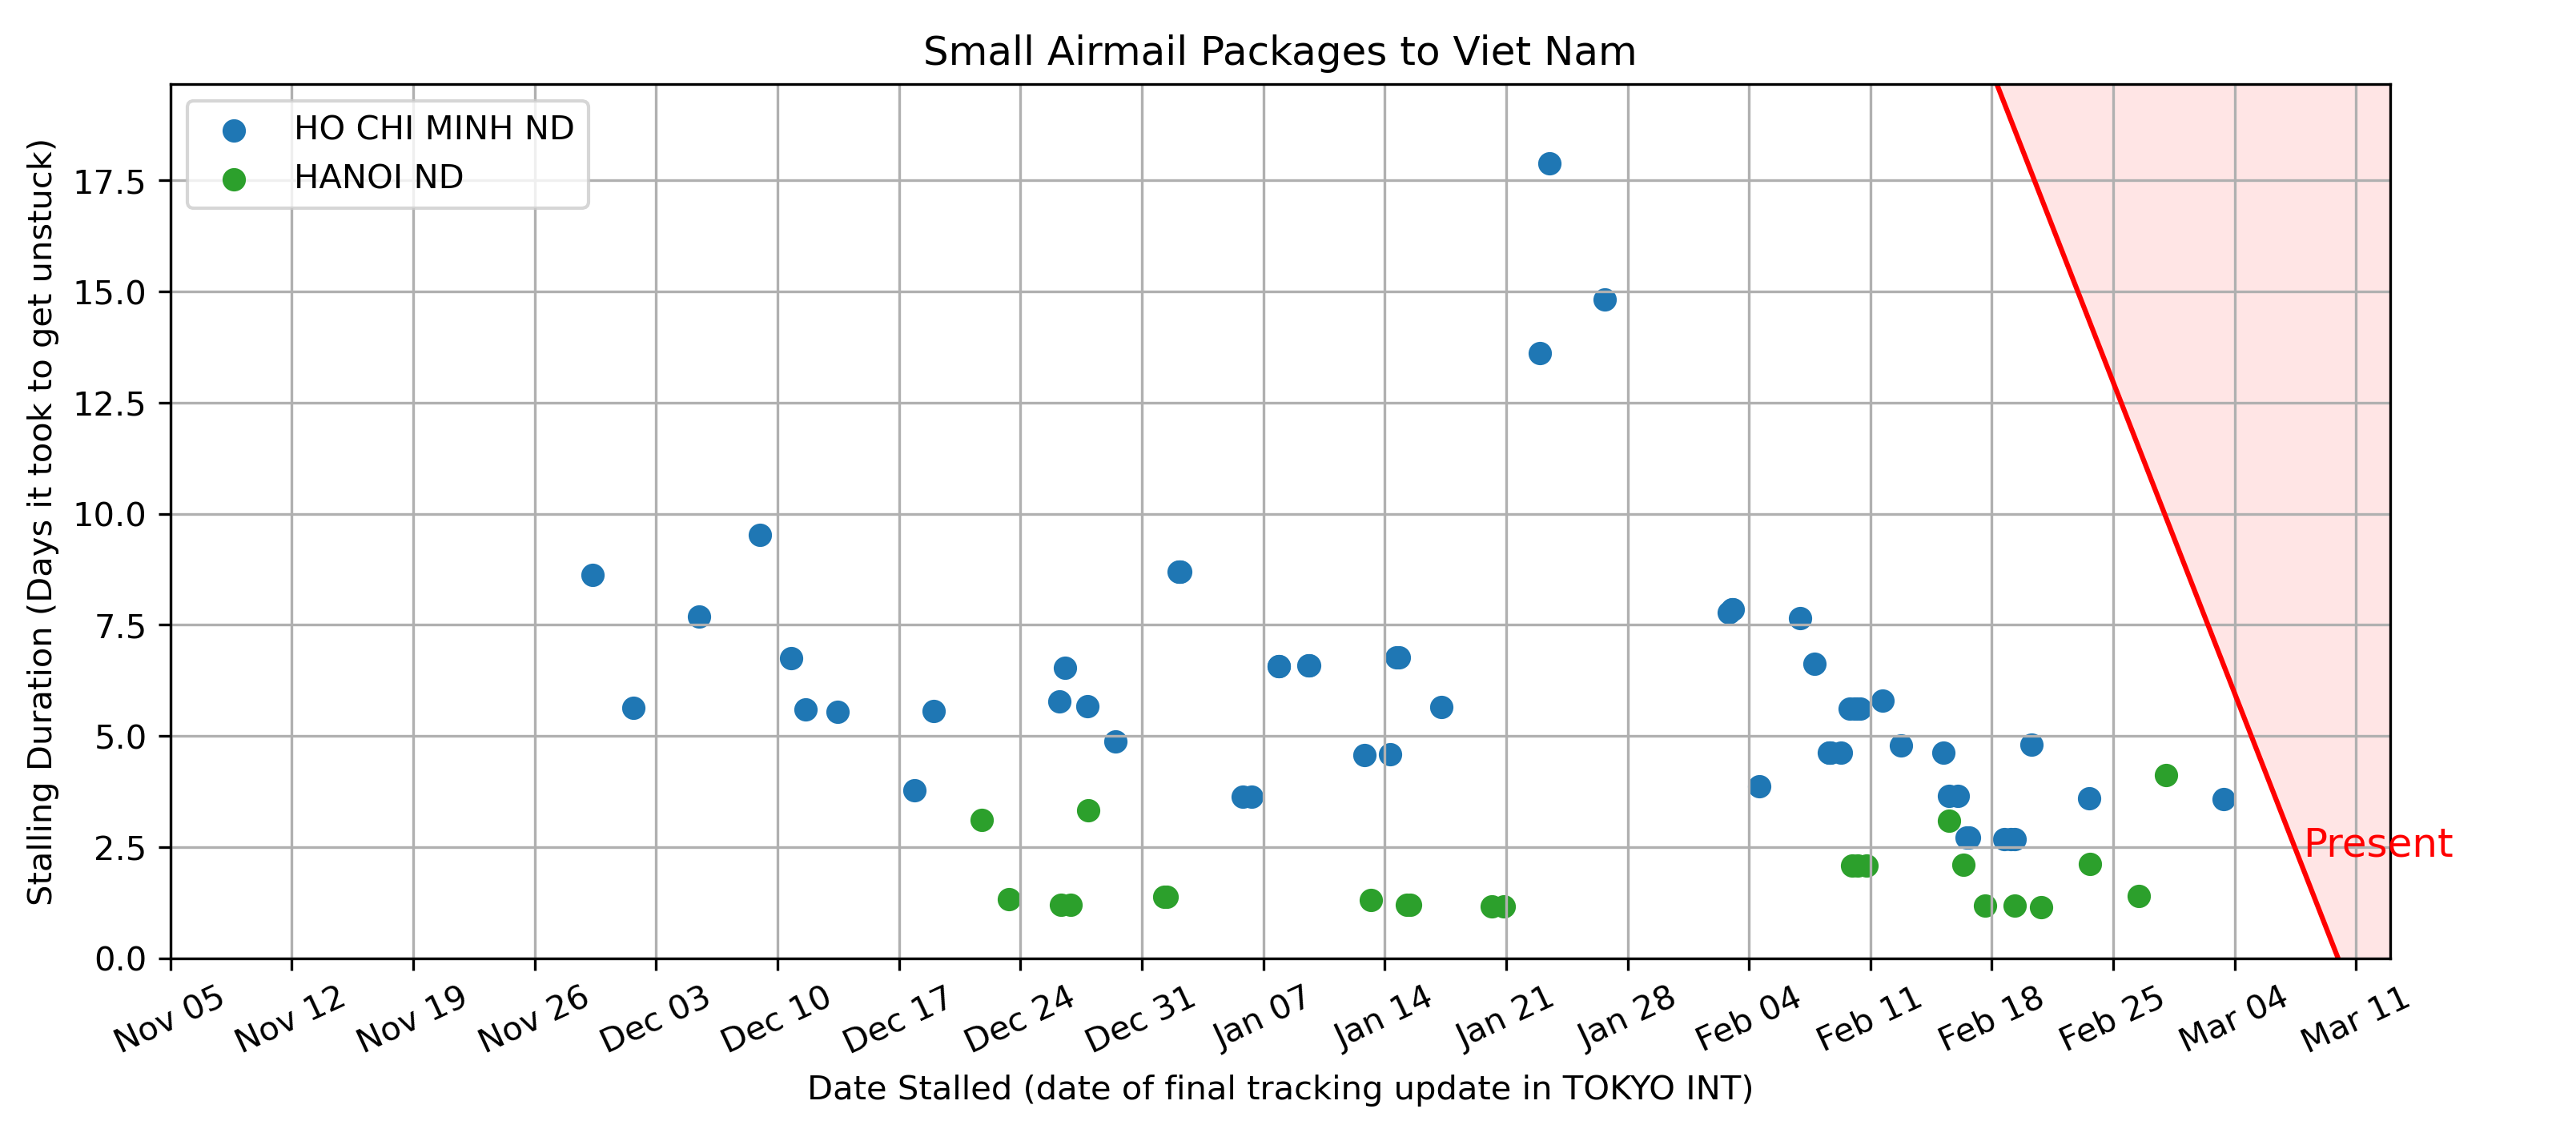 Small Airmail Packages to Viet Nam
HO CHI MINH ND
HANOI ND
Stalling Duration (Days it took to get unstuck)
17.5
15.0
12.5
10.0
7.5
5.0
2.5
0.0
Present
Nov 05
Nov 12
Nov 19
Nov 26
Dec 03
Dec 10
Dec 17
Dec 24
Dec 31
Jan 07
Jan 14
Jan 21
Jan 28
Feb 04
Feb 11
Feb 18
Feb 25
Mar 04
Mar 11
Date Stalled (date of final tracking update in TOKYO INT)